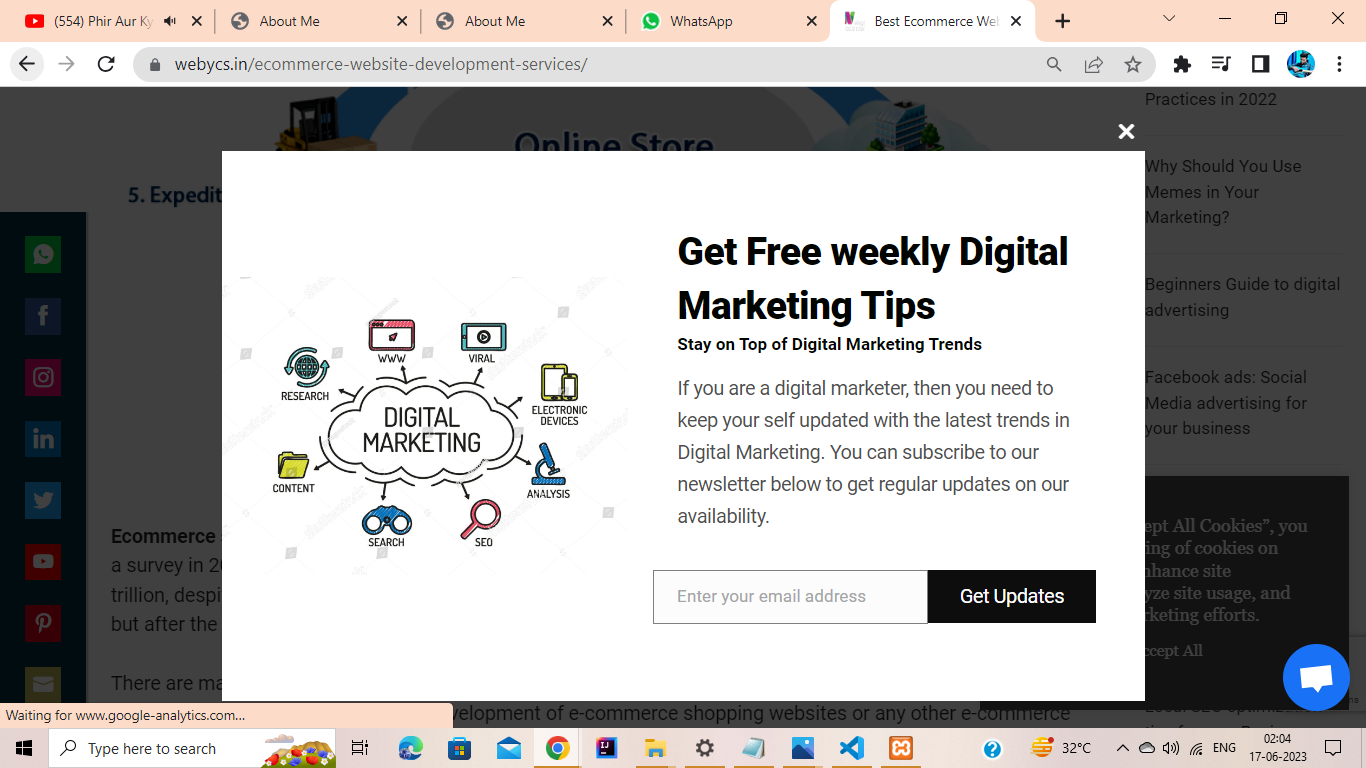 (554) Phir Aur Ky
About Me
About Me
WhatsApp
Best Ecommerce Web
webycs.in/ecommerce-website-development-services/
Online Store
5. Expedit
Practices in 2022
Why Should You Use
Memes in Your
Marketing?
Beginners Guide to digital
advertising
Facebook ads: Social
Media advertising for
your business
Get Free weekly Digital
Marketing Tips
Stay on Top of Digital Marketing Trends
If you are a digital marketer, then you need to
keep your self updated with the latest trends in
Digital Marketing. You can subscribe to our
newsletter below to get regular updates on our
availability.
Enter your email address
Get Updates
WWW
VIRAL
RESEARCH
ELECTRONIC
DEVICES
DIGITAL
MARKETING
CONTENT
ANALYSIS
SEARCH
SEO
Ecommerce
a survey in 20
trillion, despi
but after the
There are ma
velopment of e-commerce shopping websites or any other e-commerce
ept All Cookies”, you
ing of cookies on
nhance site
yze site usage, and
rketing efforts.
ccept All
Waiting for www.google-analytics.com...
Type here to search
32°C
ENG
02:04
17-06-2023